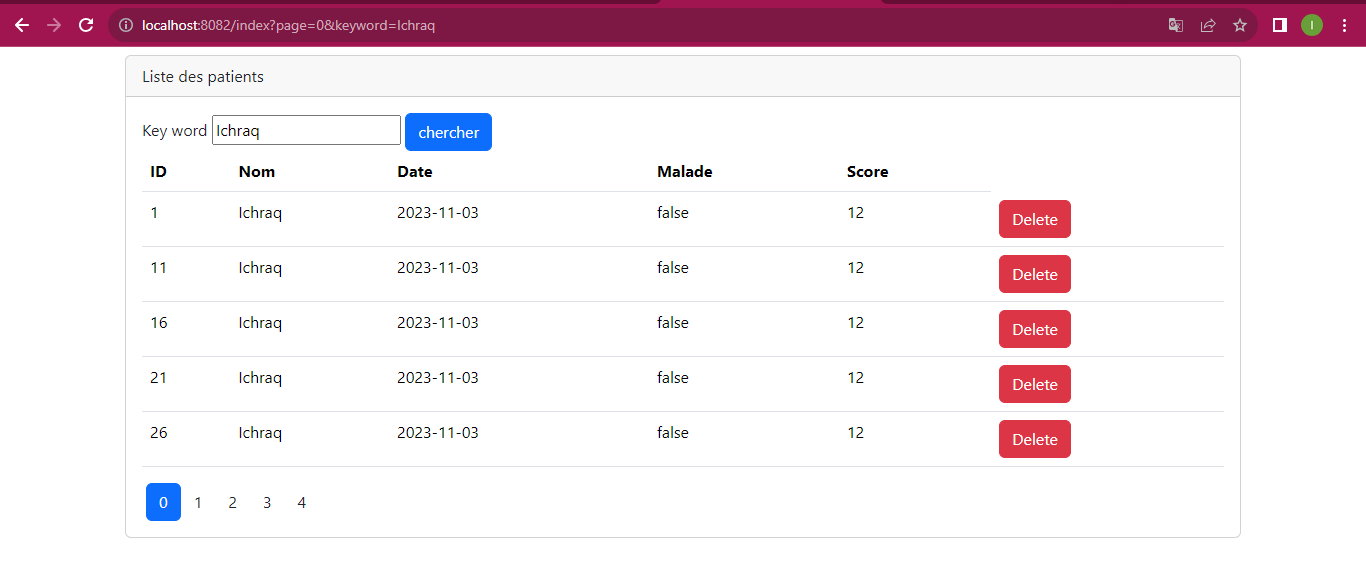 localhost:8082/index?page=0&keyword=Ichraq
I
Liste des patients
Key word Ichraq chercher
ID Nom Date Malade Score
1 Ichraq 2023-11-03 false 12 Delete
11 Ichraq 2023-11-03 false 12 Delete
16 Ichraq 2023-11-03 false 12 Delete
21 Ichraq 2023-11-03 false 12 Delete
26 Ichraq 2023-11-03 false 12 Delete
0 1 2 3 4